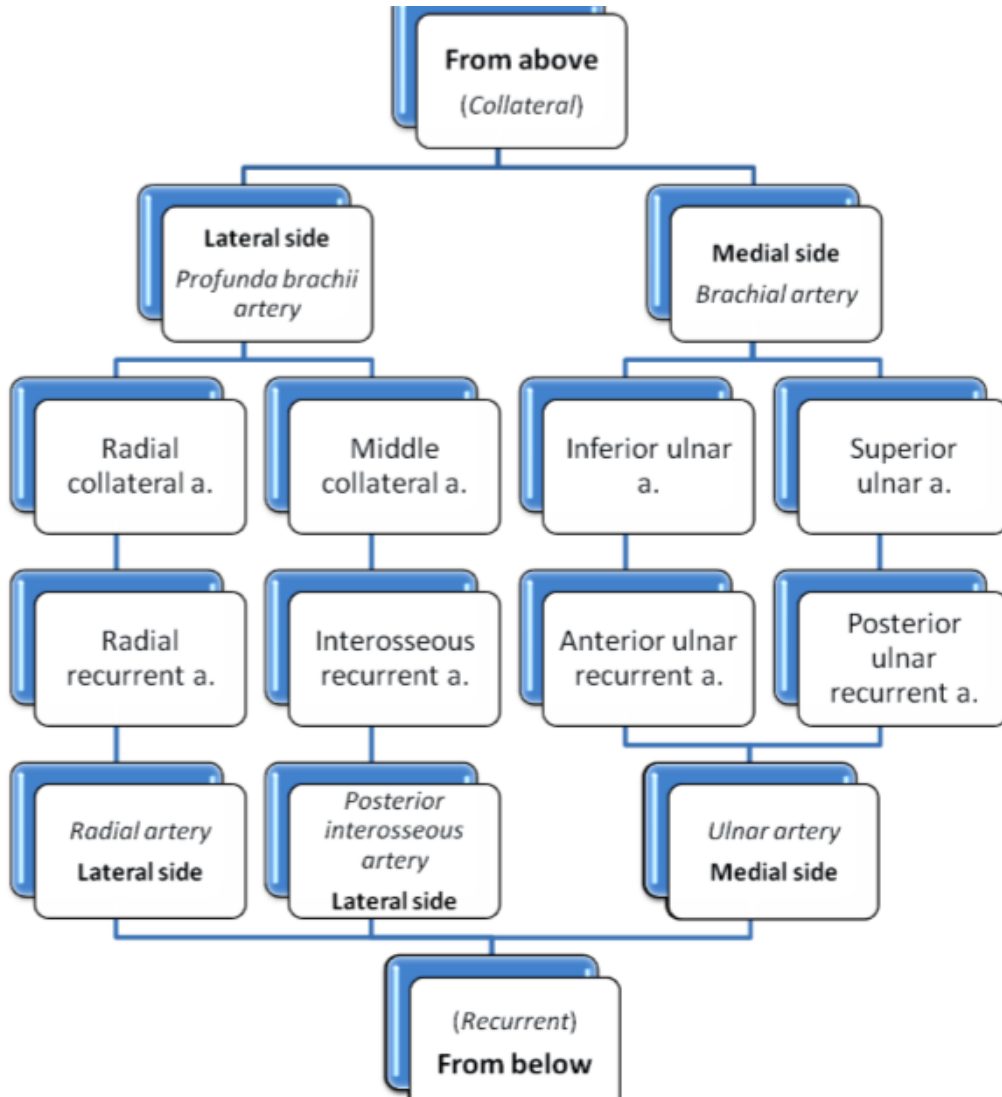 From above
(Collateral)
Lateral side
Profunda brachii
artery
Medial side
Brachial artery
Radial
collateral a.
Middle
collateral a.
Inferior ulnar
a.
Superior
ulnar a.
Radial
recurrent a.
Interosseous
recurrent a.
Anterior ulnar
recurrent a.
Posterior
ulnar
recurrent a.
Radial artery
Lateral side
Posterior
interosseous
artery
Lateral side
Ulnar artery
Medial side
(Recurrent)
From below